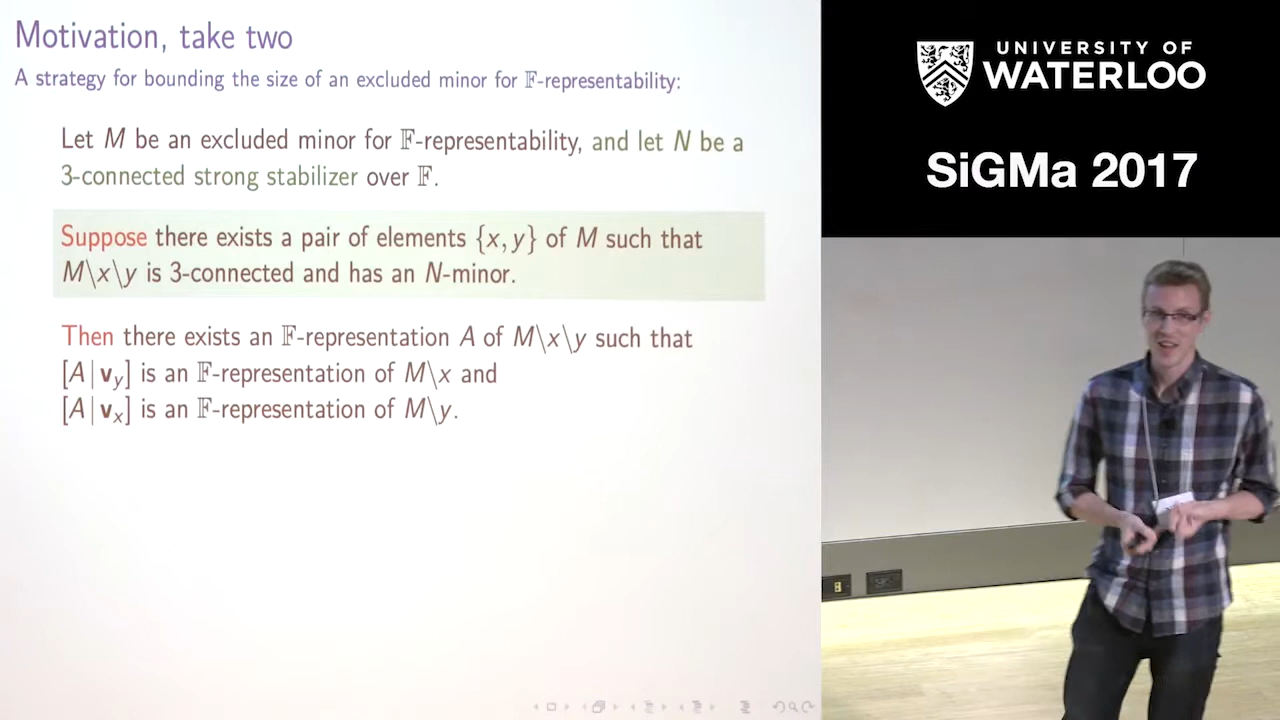 Motivation, take two
A strategy for bounding the size of an excluded minor for 𝔽-representability:
Let M be an excluded minor for 𝔽-representability, and let N be a
3-connected strong stabilizer over 𝔽.
Suppose there exists a pair of elements {x, y} of M such that
M\x\y is 3-connected and has an N-minor.
Then there exists an 𝔽-representation A of M\x\y such that
[A | v_y] is an 𝔽-representation of M\x and
[A | v_x] is an 𝔽-representation of M\y.
UNIVERSITY OF
WATERLOO
SiGMa 2017